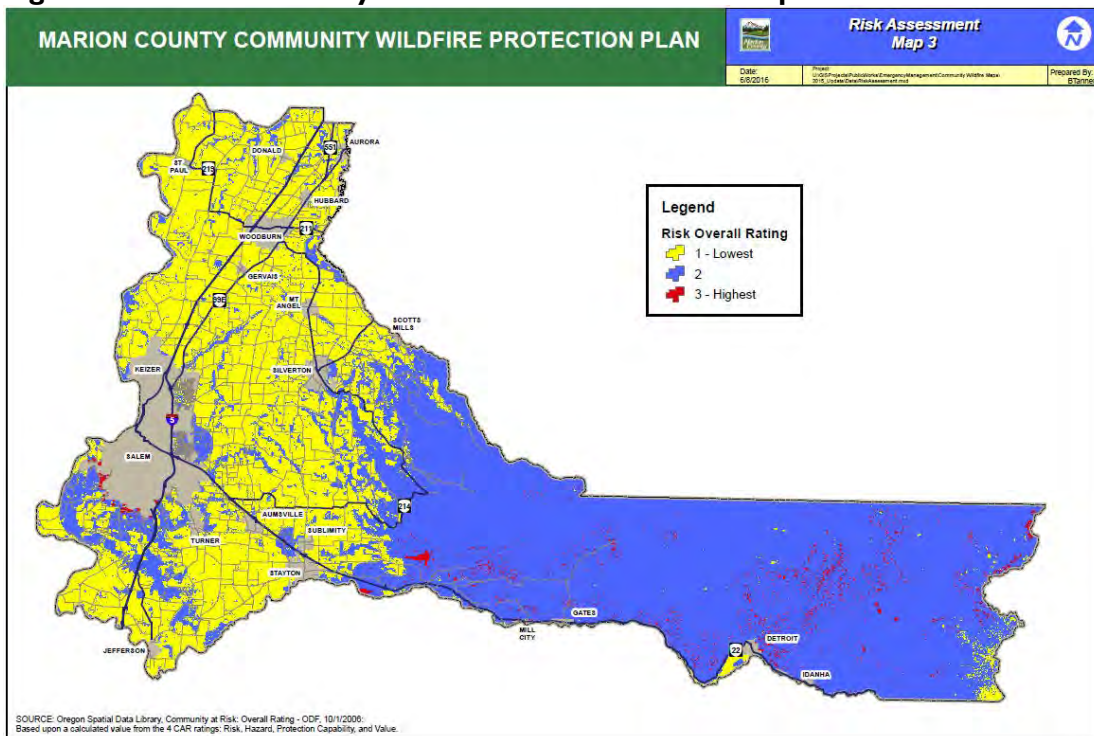 MARION COUNTY COMMUNITY WILDFIRE PROTECTION PLAN
Risk Assessment
Map 3
N
Date:
6/8/2016
Project:
Prepared By:
BTanner
ST
PAUL
219
DONALD
551
AURORA
HUBBARD
WOODBURN
211
GERVAIS
99E
MT
ANGEL
SCOTTS
MILLS
KEIZER
SILVERTON
5
SALEM
214
AUMSVILLE
SUBLIMITY
TURNER
STAYTON
GATES
MILL
CITY
DETROIT
22
IDANHA
JEFFERSON
Legend
Risk Overall Rating
1 - Lowest
2
3 - Highest
SOURCE: Oregon Spatial Data Library, Community at Risk: Overall Rating - ODF, 10/1/2006:
Based upon a calculated value from the 4 CAR ratings: Risk, Hazard, Protection Capability, and Value.